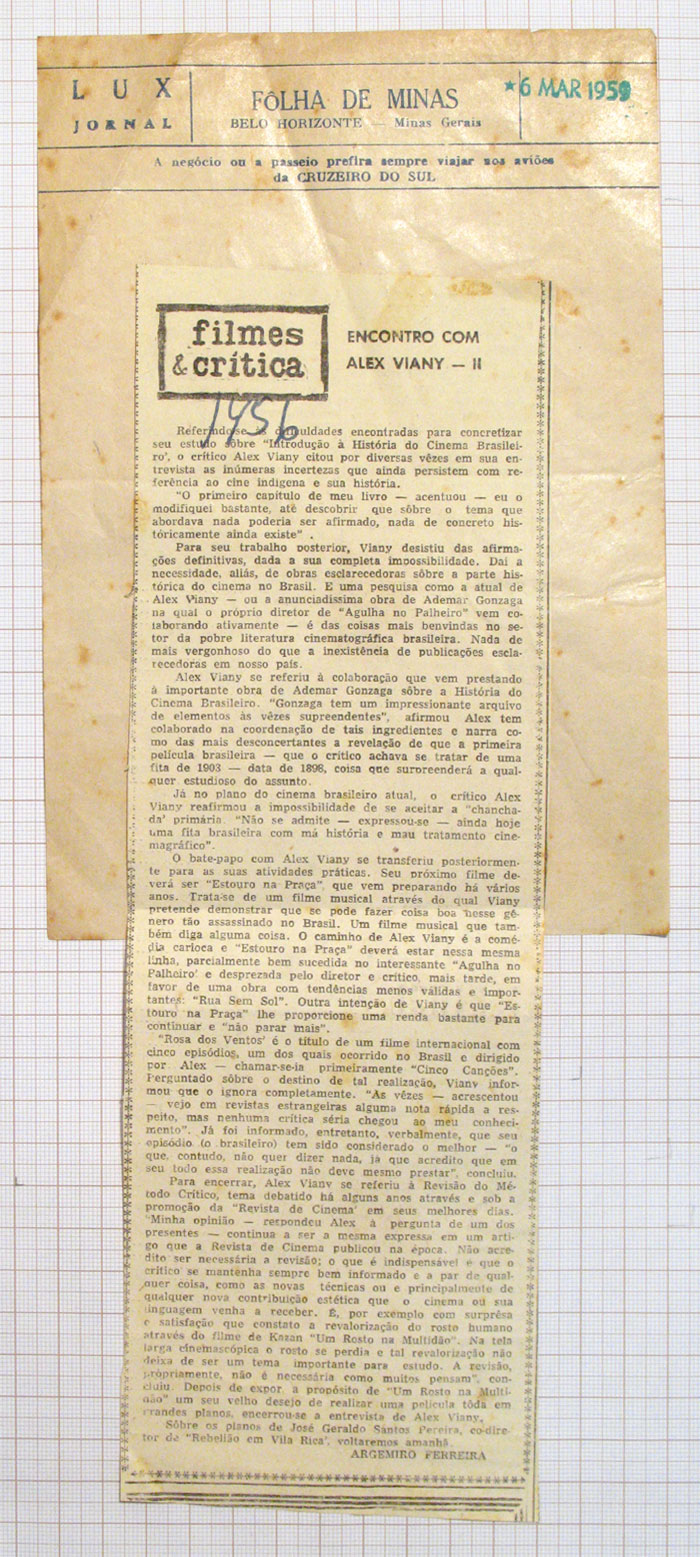 LUX
JORNAL
FÔLHA DE MINAS
BELO HORIZONTE — Minas Gerais
★6 MAR 1959
A negócio ou a passeio prefira sempre viajar nos aviões
da CRUZEIRO DO SUL
filmes
& crítica
ENCONTRO COM
ALEX VIANY — II
1956
Referindo-se às dificuldades encontradas para concretizar
seu estudo sôbre "Introdução à História do Cinema Brasilei-
ro', o crítico Alex Viany citou por diversas vêzes em sua en-
trevista as inúmeras incertezas que ainda persistem com re-
ferência ao cine indígena e sua história.
"O primeiro capítulo de meu livro — acentuou — eu o
modifiquei bastante, até descobrir que sôbre o tema que
abordava nada poderia ser afirmado, nada de concreto his-
tóricamente ainda existe" .
Para seu trabalho posterior, Viany desistiu das afirma-
ções definitivas, dada a sua completa impossibilidade. Daí a
necessidade, aliás, de obras esclarecedoras sôbre a parte his-
tórica do cinema no Brasil. E uma pesquisa como a atual de
Alex Viany — ou a anunciadíssima obra de Ademar Gonzaga
na qual o próprio diretor de "Agulha no Palheiro" vem co-
laborando ativamente — é das coisas mais benvindas no se-
tor da pobre literatura cinematográfica brasileira. Nada de
mais vergonhoso do que a inexistência de publicações escla-
recedoras em nosso país.
Alex Viany se referiu à colaboração que vem prestando
à importante obra de Ademar Gonzaga sôbre a História do
Cinema Brasileiro. "Gonzaga tem um impressionante arquivo
de elementos às vêzes supreendentes", afirmou Alex tem
colaborado na coordenação de tais ingredientes e narra co-
mo das mais desconcertantes a revelação de que a primeira
película brasileira — que o crítico achava se tratar de uma
fita de 1903 — data de 1898, coisa que surpreenderá a qual-
quer estudioso do assunto.
Já no plano do cinema brasileiro atual, o crítico Alex
Viany reafirmou a impossibilidade de se aceitar a "chancha-
da' primária. "Não se admite — expressou-se — ainda hoje
uma fita brasileira com má história e mau tratamento cine-
magráfico".
O bate-papo com Alex Viany se transferiu posteriormen-
te para as suas atividades práticas. Seu próximo filme de-
verá ser "Estouro na Praça", que vem preparando há vários
anos. Trata-se de um filme musical através do qual Viany
pretende demonstrar que se pode fazer coisa boa nesse gê-
nero tão assassinado no Brasil. Um filme musical que tam-
bém diga alguma coisa. O caminho de Alex Viany é a comé-
dia carioca e "Estouro na Praça" deverá estar nessa mesma
linha, parcialmente bem sucedida no interessante "Agulha no
Palheiro' e desprezada pelo diretor e crítico, mais tarde, em
favor de uma obra com tendências menos válidas e impor-
tantes: "Rua Sem Sol". Outra intenção de Viany é que "Es-
touro na Praça" lhe proporcione uma renda bastante para
continuar e "não parar mais".
"Rosa dos Ventos' é o título de um filme internacional com
cinco episódios, um dos quais ocorrido no Brasil e dirigido
por Alex — chamar-se-ia primeiramente "Cinco Canções".
Perguntado sôbre o destino de tal realização, Viany infor-
mou que o ignora completamente. "As vêzes — acrescentou
— vejo em revistas estrangeiras alguma nota rápida a res-
peito, mas nenhuma crítica séria chegou ao meu conheci-
mento". Já foi informado, entretanto, verbalmente, que seu
episódio (o brasileiro) tem sido considerado o melhor — "o
que, contudo, não quer dizer nada, ja que acredito que em
seu todo essa realização não deve mesmo prestar", concluiu.
Para encerrar, Alex Viany se referiu à Revisão do Mé-
todo Crítico, tema debatido há alguns anos através e sob a
promoção da "Revista de Cinema' em seus melhores dias.
"Minha opinião — respondeu Alex à pergunta de um dos
presentes — continua a ser a mesma expressa em um arti-
go que a Revista de Cinema publicou na época. Não acre-
dito ser necessária a revisão; o que é indispensável é que o
crítico se mantenha sempre bem informado e a par de qual-
quer coisa, como as novas técnicas ou e principalmente de
qualquer nova contribuição estética que o cinema ou sua
linguagem venha a receber. É, por exemplo com surprêsa
e satisfação que constato a revalorização do rosto humano
através do filme de Kazan "Um Rosto na Multidão". Na tela
larga cinemascópica o rosto se perdia e tal revalorização não
deixa de ser um tema importante para estudo. A revisão,
pròpriamente, não é necessária como muitos pensam", con-
cluiu. Depois de expor, a propósito de "Um Rosto na Multi-
dão" um seu velho desejo de realizar uma película tôda em
grandes planos, encerrou-se a entrevista de Alex Viany.
Sôbre os planos de José Geraldo Santos Pereira, co-dire-
tor de "Rebelião em Vila Rica', voltaremos amanhã.
ARGEMIRO FERREIRA